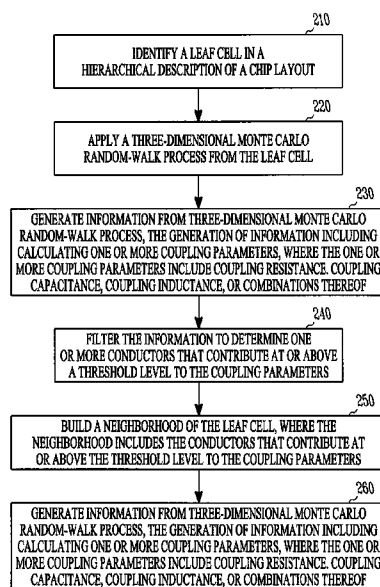 210
IDENTIFY A LEAF CELL IN A
HIERARCHICAL DESCRIPTION OF A CHIP LAYOUT
220
APPLY A THREE-DIMENSIONAL MONTE CARLO
RANDOM-WALK PROCESS FROM THE LEAF CELL
230
GENERATE INFORMATION FROM THREE-DIMENSIONAL MONTE CARLO
RANDOM-WALK PROCESS, THE GENERATION OF INFORMATION INCLUDING
CALCULATING ONE OR MORE COUPLING PARAMETERS, WHERE THE ONE OR
MORE COUPLING PARAMETERS INCLUDE COUPLING RESISTANCE. COUPLING
CAPACITANCE, COUPLING INDUCTANCE, OR COMBINATIONS THEREOF
240
FILTER THE INFORMATION TO DETERMINE ONE
OR MORE CONDUCTORS THAT CONTRIBUTE AT OR ABOVE
A THRESHOLD LEVEL TO THE COUPLING PARAMETERS
250
BUILD A NEIGHBORHOOD OF THE LEAF CELL, WHERE THE
NEIGHBORHOOD INCLUDES THE CONDUCTORS THAT CONTRIBUTE AT
OR ABOVE THE THRESHOLD LEVEL TO THE COUPLING PARAMETERS
260
GENERATE INFORMATION FROM THREE-DIMENSIONAL MONTE CARLO
RANDOM-WALK PROCESS, THE GENERATION OF INFORMATION INCLUDING
CALCULATING ONE OR MORE COUPLING PARAMETERS, WHERE THE ONE OR
MORE COUPLING PARAMETERS INCLUDE COUPLING RESISTANCE. COUPLING
CAPACITANCE, COUPLING INDUCTANCE, OR COMBINATIONS THEREOF